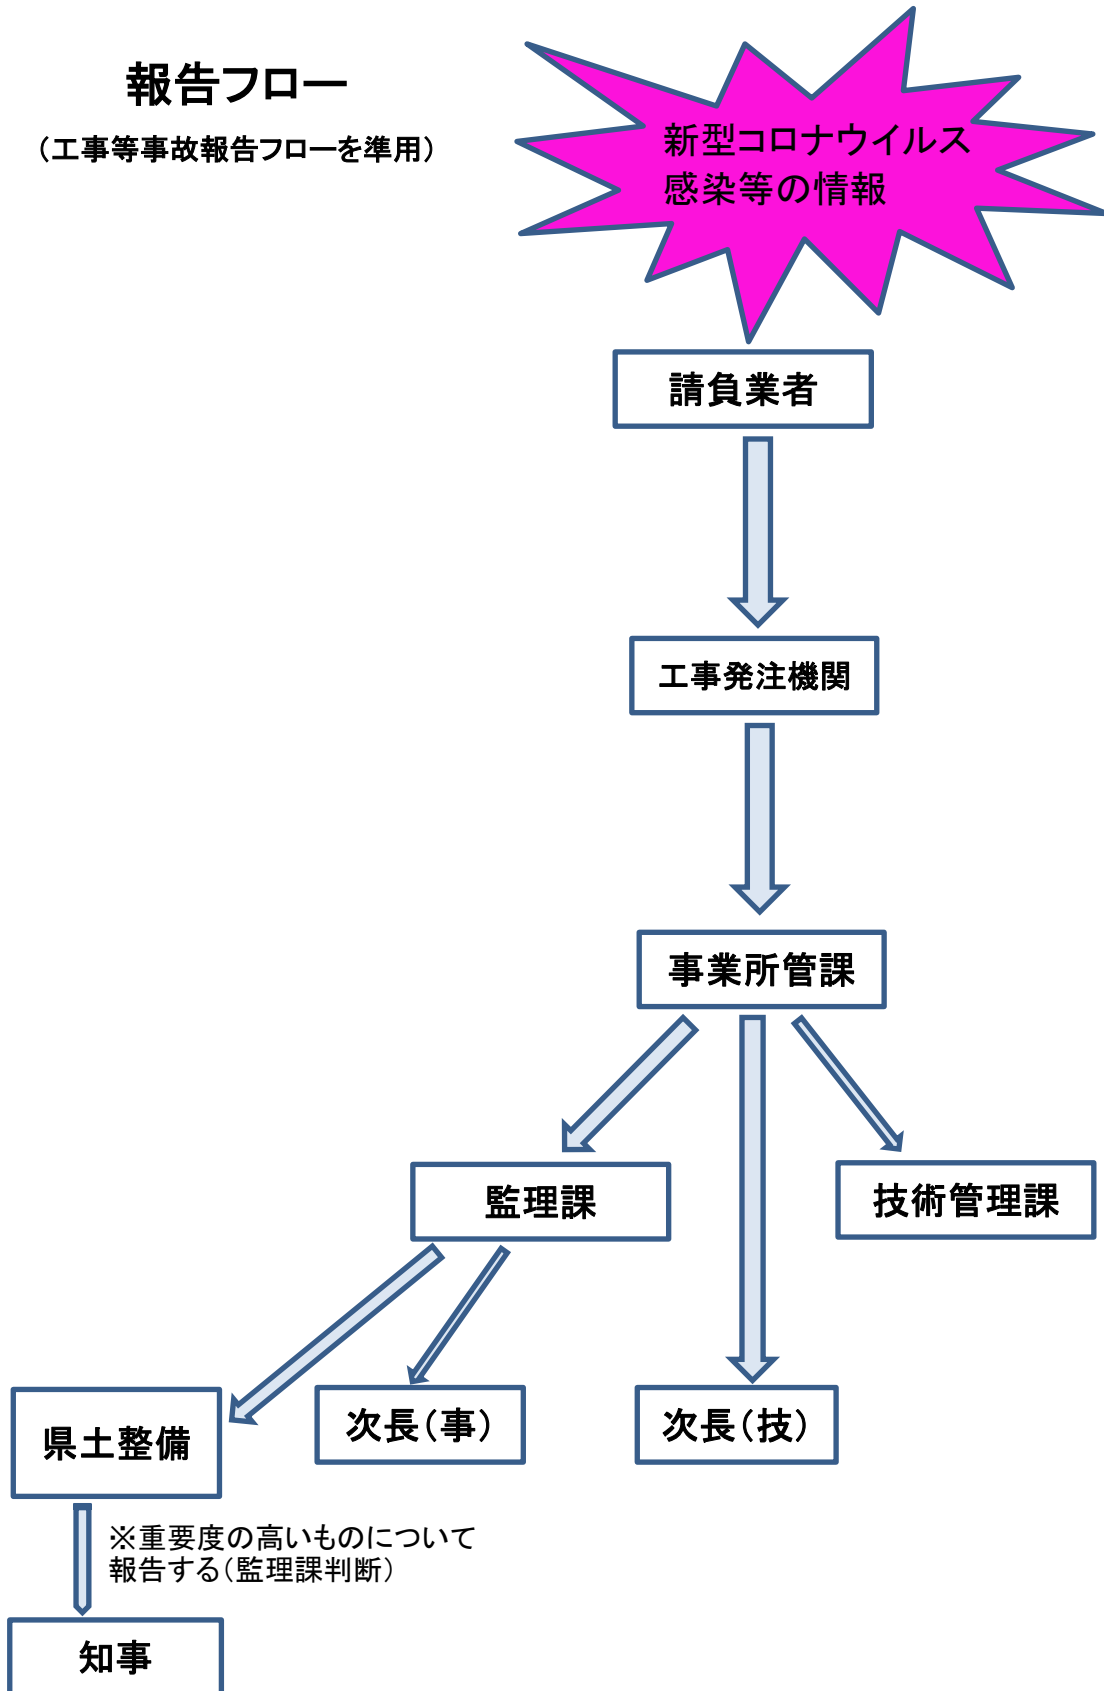 報告フロー
（工事等事故報告フローを準用）
新型コロナウイルス
感染等の情報
請負業者
工事発注機関
事業所管課
監理課
技術管理課
県土整備
次長（事）
次長（技）
※重要度の高いものについて
報告する（監理課判断）
知事